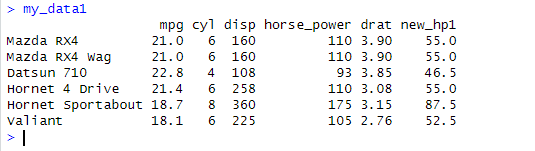 > my_data1
mpg cyl disp horse_power drat new_hp1
Mazda RX4 21.0 6 160 110 3.90 55.0
Mazda RX4 Wag 21.0 6 160 110 3.90 55.0
Datsun 710 22.8 4 108 93 3.85 46.5
Hornet 4 Drive 21.4 6 258 110 3.08 55.0
Hornet Sportabout 18.7 8 360 175 3.15 87.5
Valiant 18.1 6 225 105 2.76 52.5
>